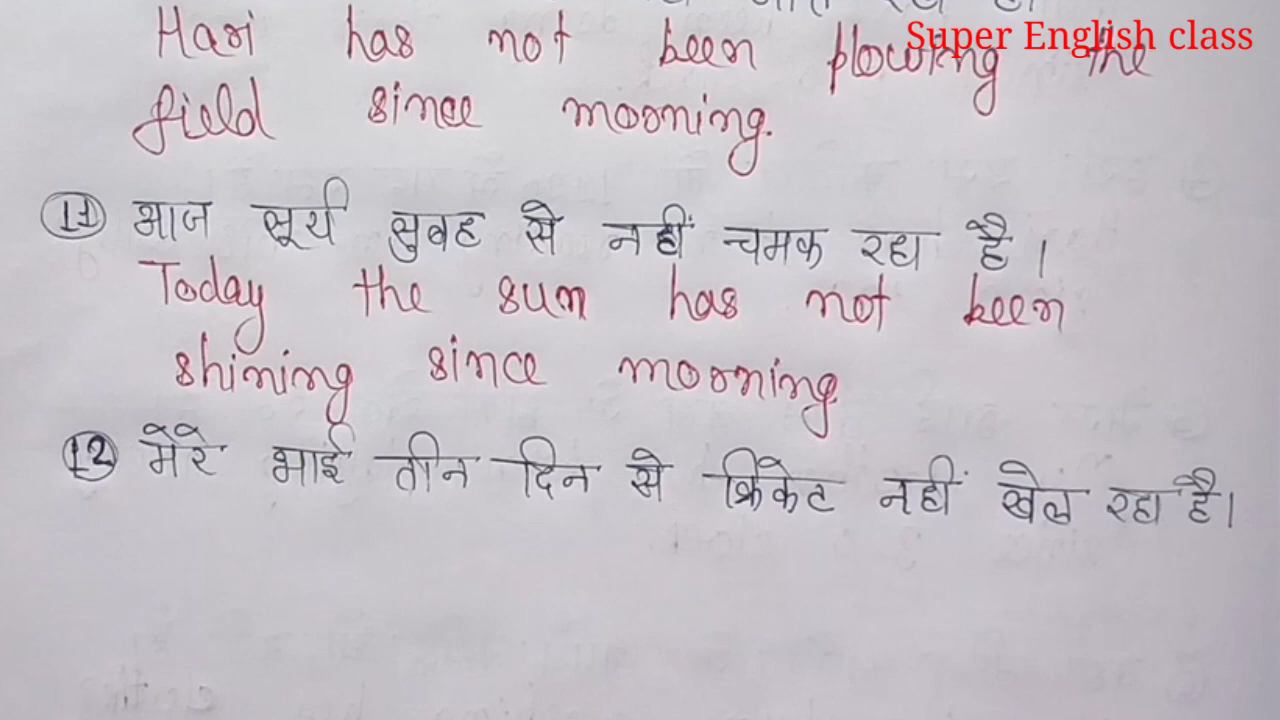 Super English class
Hari has not been plowing the
field since morning.
11 आज सूर्य सुबह से नहीं चमक रहा है।
Today the sun has not been
shining since morning.
12 मेरे भाई तीन दिन से क्रिकेट नहीं खेल रहा है।